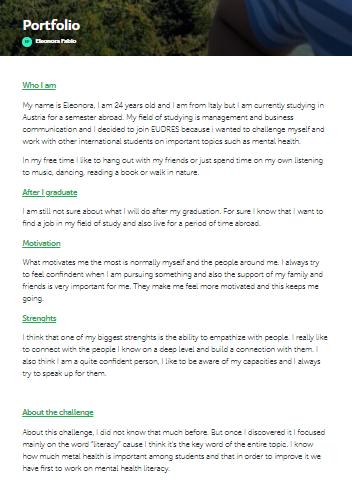 Portfolio
Eleonora Fabio
Who I am
My name is Eleonora, I am 24 years old and I am from Italy but I am currently studying in
Austria for a semester abroad. My field of studying is management and business
communication and I decided to join EUDRES because i wanted to challenge myself and
work with other international students on important topics such as mental health.
In my free time I like to hang out with my friends or just spend time on my own listening
to music, dancing, reading a book or walk in nature.
After I graduate
I am still not sure about what I will do after my graduation. For sure I know that I want to
find a job in my field of study and also live for a period of time abroad.
Motivation
What motivates me the most is normally myself and the people around me. I always try
to feel confindent when I am pursuing something and also the support of my family and
friends is very important for me. They make me feel more motivated and this keeps me
going.
Strenghts
I think that one of my biggest strenghts is the ability to empathize with people. I really like
to connect with the people I know on a deep level and build a connection with them. I
also think I am a quite confident person, I like to be aware of my capacities and I always
try to speak up for them.
About the challenge
About this challenge, I did not know that much before. But once I discovered it I focused
mainly on the word "literacy" cause I think it's the key word of the entire topic. I know
how much metal health is important among students and that in order to improve it we
have first to work on mental health literacy.